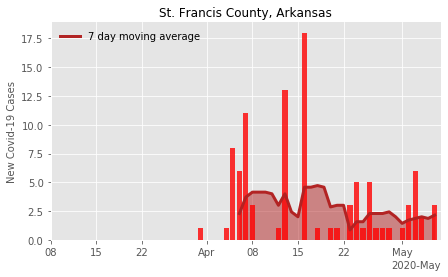 St. Francis County, Arkansas
7 day moving average
New Covid-19 Cases
17.5
15.0
12.5
10.0
7.5
5.0
2.5
0.0
08 15 22 Apr 08 15 22 May
2020-May